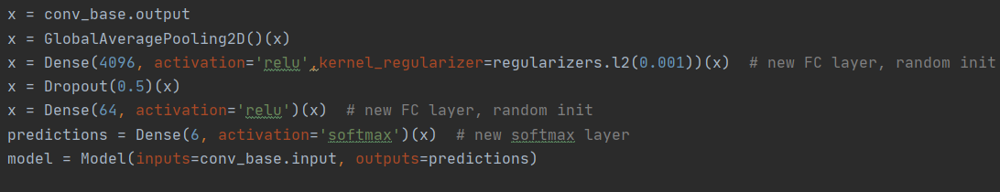 x = conv_base.output
x = GlobalAveragePooling2D()(x)
x = Dense(4096, activation='relu',kernel_regularizer=regularizers.l2(0.001))(x)  # new FC layer, random init
x = Dropout(0.5)(x)
x = Dense(64, activation='relu')(x)  # new FC layer, random init
predictions = Dense(6, activation='softmax')(x)  # new softmax layer
model = Model(inputs=conv_base.input, outputs=predictions)